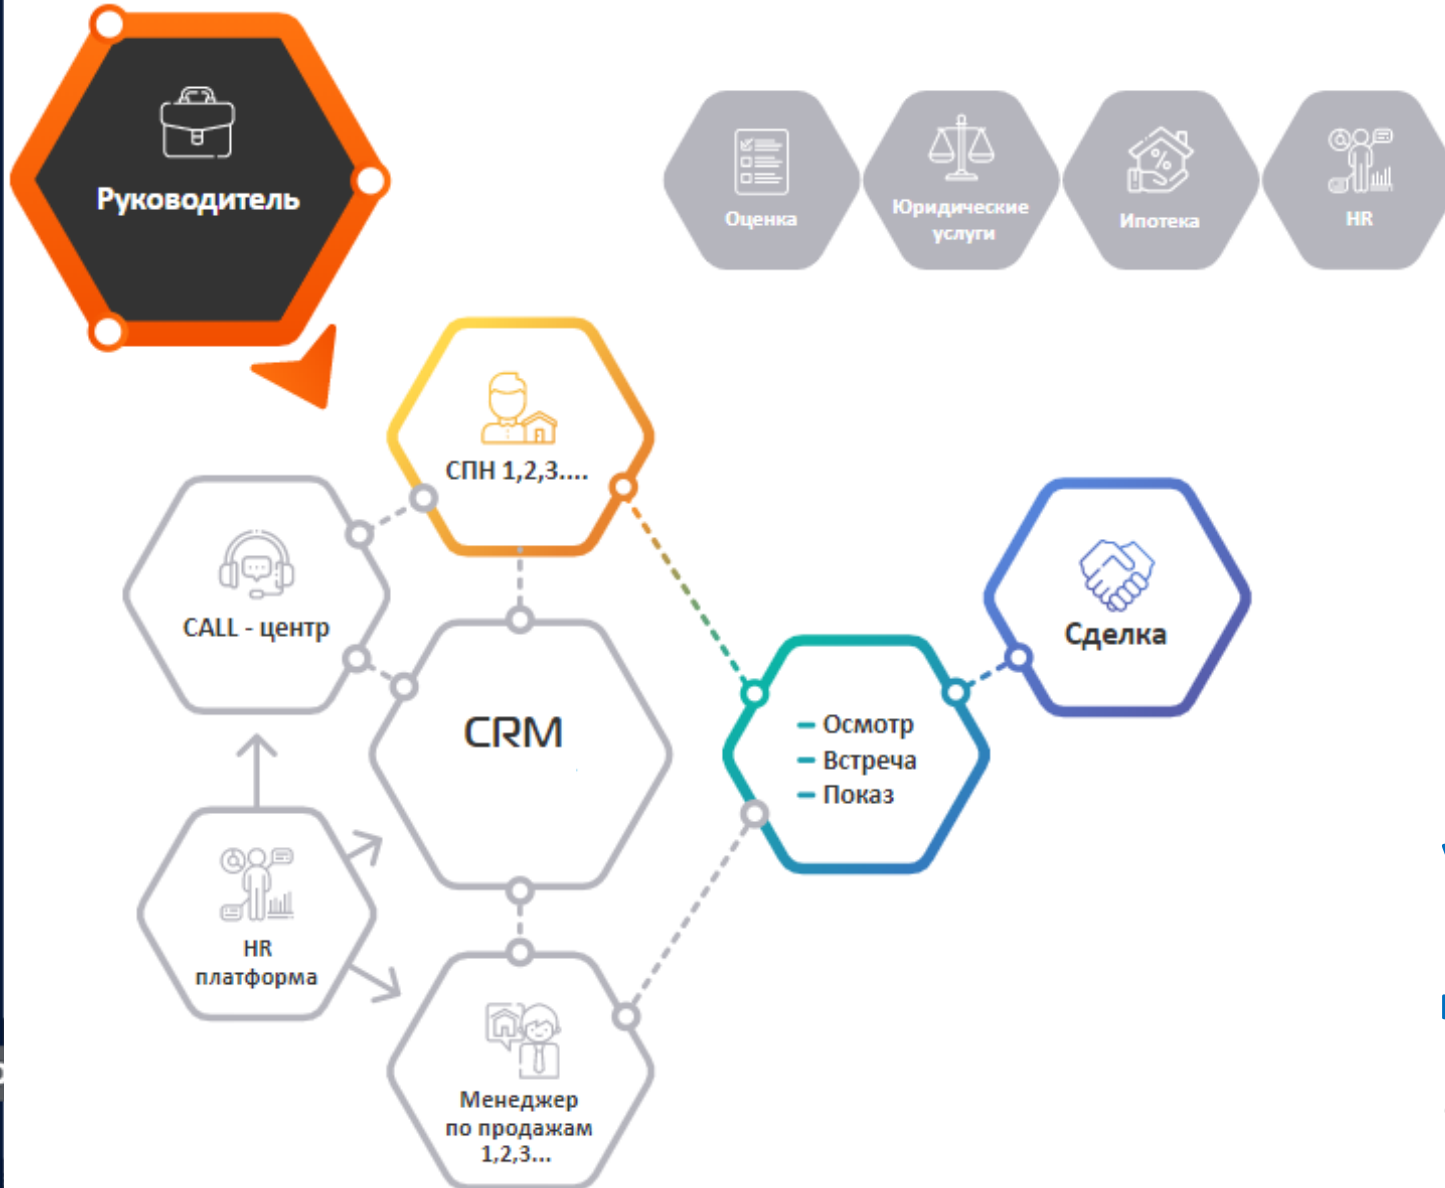 Руководитель
Оценка
Юридические
услуги
Ипотека
HR
СПН 1,2,3....
CALL - центр
Сделка
CRM
– Осмотр
– Встреча
– Показ
HR
платформа
Менеджер
по продажам
1,2,3...